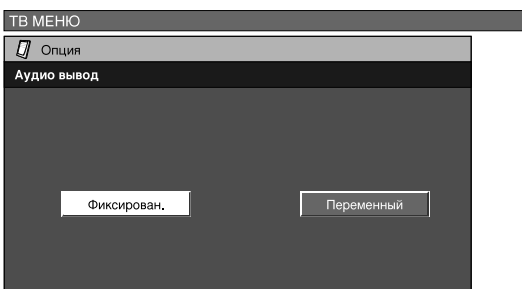 ТВ МЕНЮ
Опция
Аудио вывод
Фиксирован.
Переменный